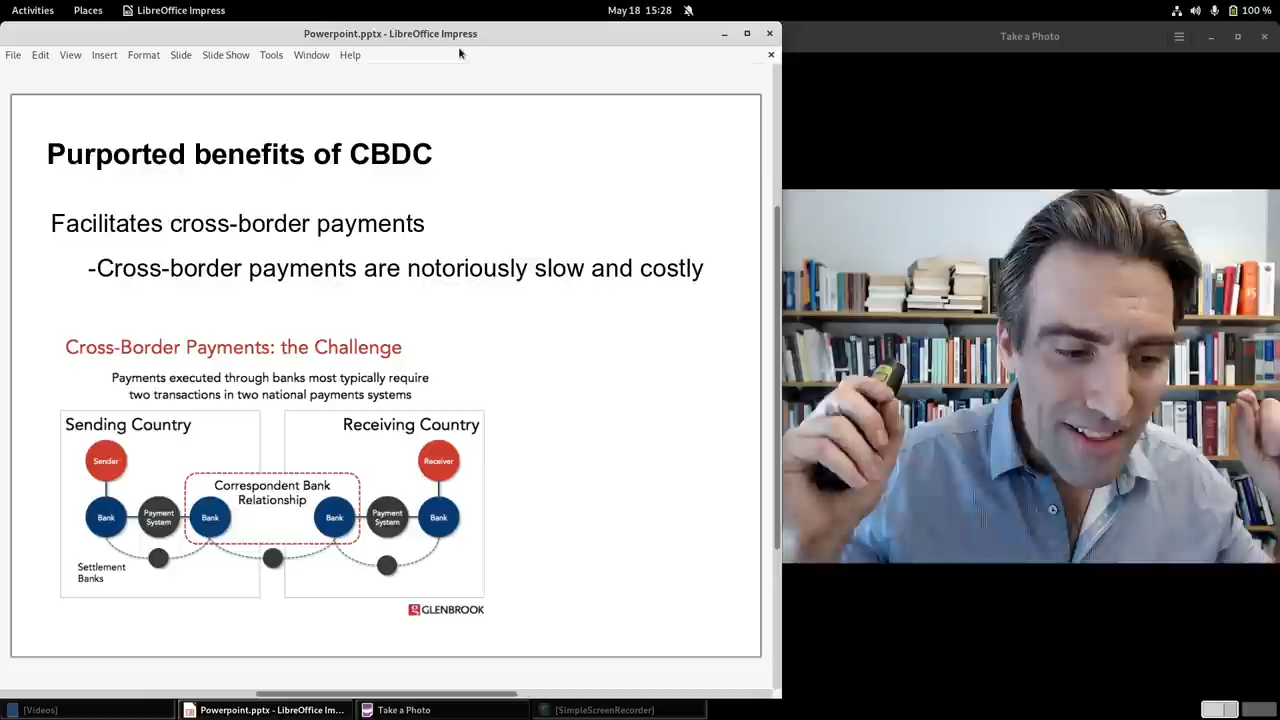 Activities Places LibreOffice Impress May 18 15:28 100 %
Powerpoint.pptx - LibreOffice Impress
Take a Photo
File Edit View Insert Format Slide Slide Show Tools Window Help
Purported benefits of CBDC
Facilitates cross-border payments
-Cross-border payments are notoriously slow and costly
Cross-Border Payments: the Challenge
Payments executed through banks most typically require
two transactions in two national payments systems
Sending Country Receiving Country
Sender Receiver
Correspondent Bank
Relationship
Bank Payment System Bank Bank Payment System Bank
Settlement
Banks
GLENBROOK
[Videos] Powerpoint.pptx - LibreOffice Im... Take a Photo [SimpleScreenRecorder]